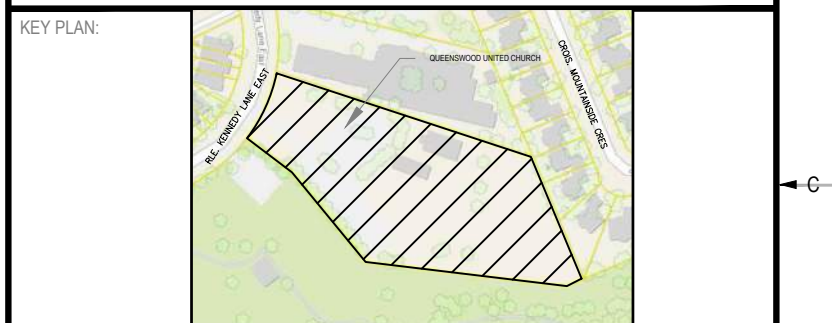 KEY PLAN:
QUEENSWOOD UNITED CHURCH
RLE. KENNEDY LANE EAST
CROIS. MOUNTAINSIDE CRES
C